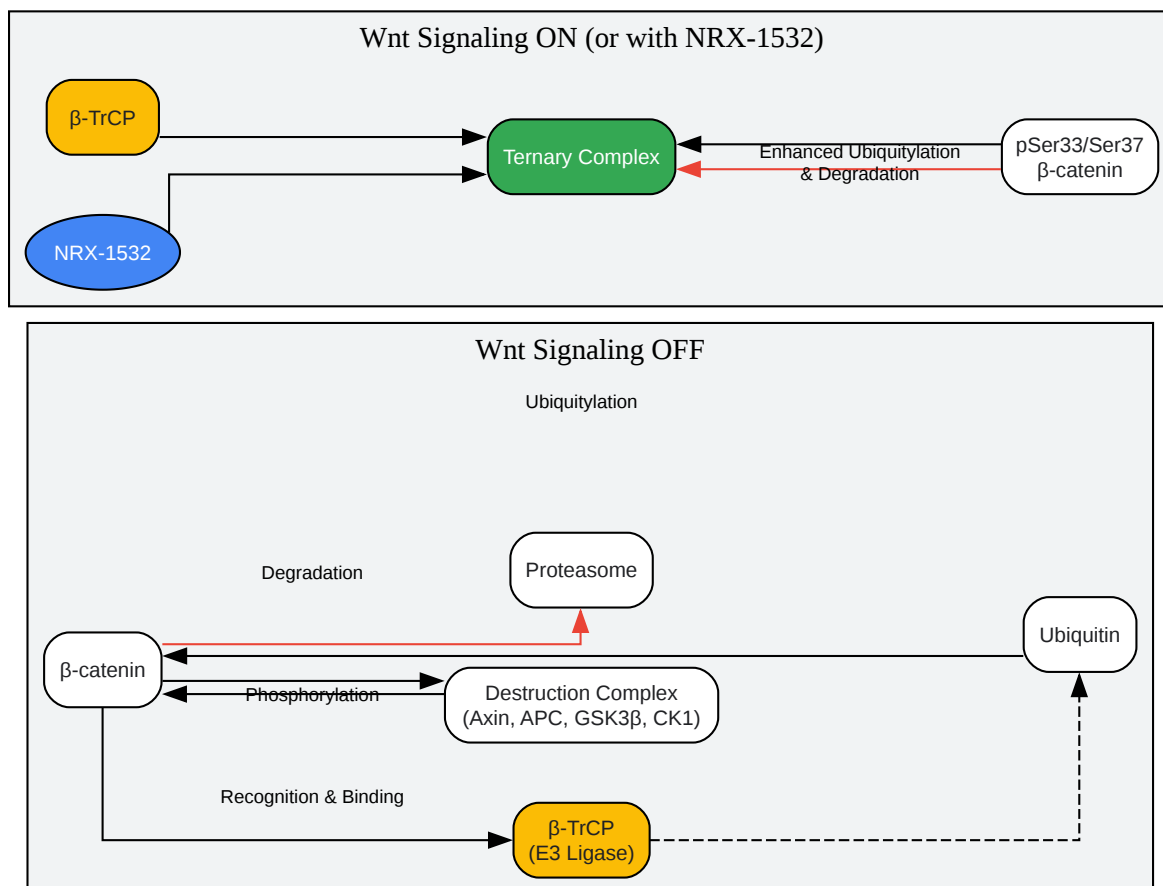 Wnt Signaling ON (or with NRX-1532)
β-TrCP
Ternary Complex
Enhanced Ubiquitylation
& Degradation
pSer33/Ser37
β-catenin
NRX-1532
Wnt Signaling OFF
Ubiquitylation
Proteasome
Degradation
Ubiquitin
β-catenin
Phosphorylation
Destruction Complex
(Axin, APC, GSK3β, CK1)
Recognition & Binding
β-TrCP
(E3 Ligase)